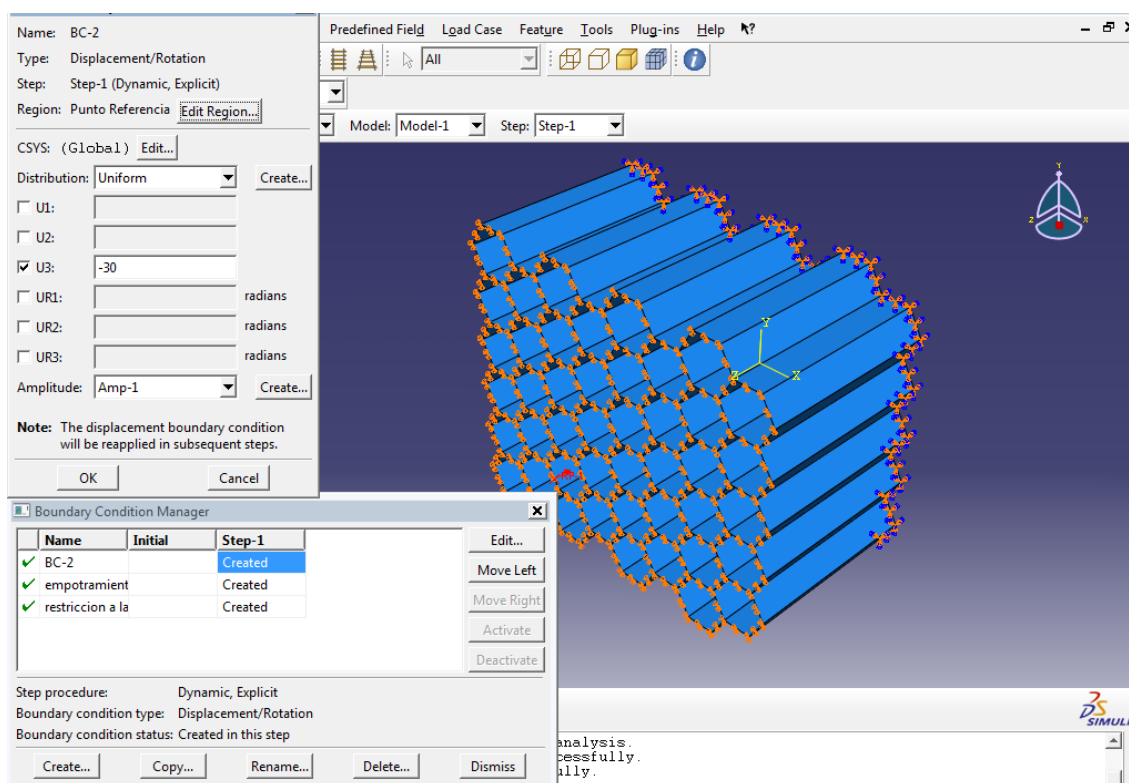 Name: BC-2
Type: Displacement/Rotation
Step: Step-1 (Dynamic, Explicit)
Region: Punto Referencia Edit Region...
CSYS: (Global) Edit...
Distribution: Uniform Create...
U1:
U2:
U3: -30
UR1: radians
UR2: radians
UR3: radians
Amplitude: Amp-1 Create...
Note: The displacement boundary condition
will be reapplied in subsequent steps.
OK Cancel
Predefined Field Load Case Feature Tools Plug-ins Help
All
Model: Model-1 Step: Step-1
Y
Z X
Y
Z X
Boundary Condition Manager
Name Initial Step-1
BC-2 Created
empotramient Created
restriccion a la Created
Edit...
Move Left
Move Right
Activate
Deactivate
Step procedure: Dynamic, Explicit
Boundary condition type: Displacement/Rotation
Boundary condition status: Created in this step
Create... Copy... Rename... Delete... Dismiss
SIMULI
analysis.
cessfully.
lly.